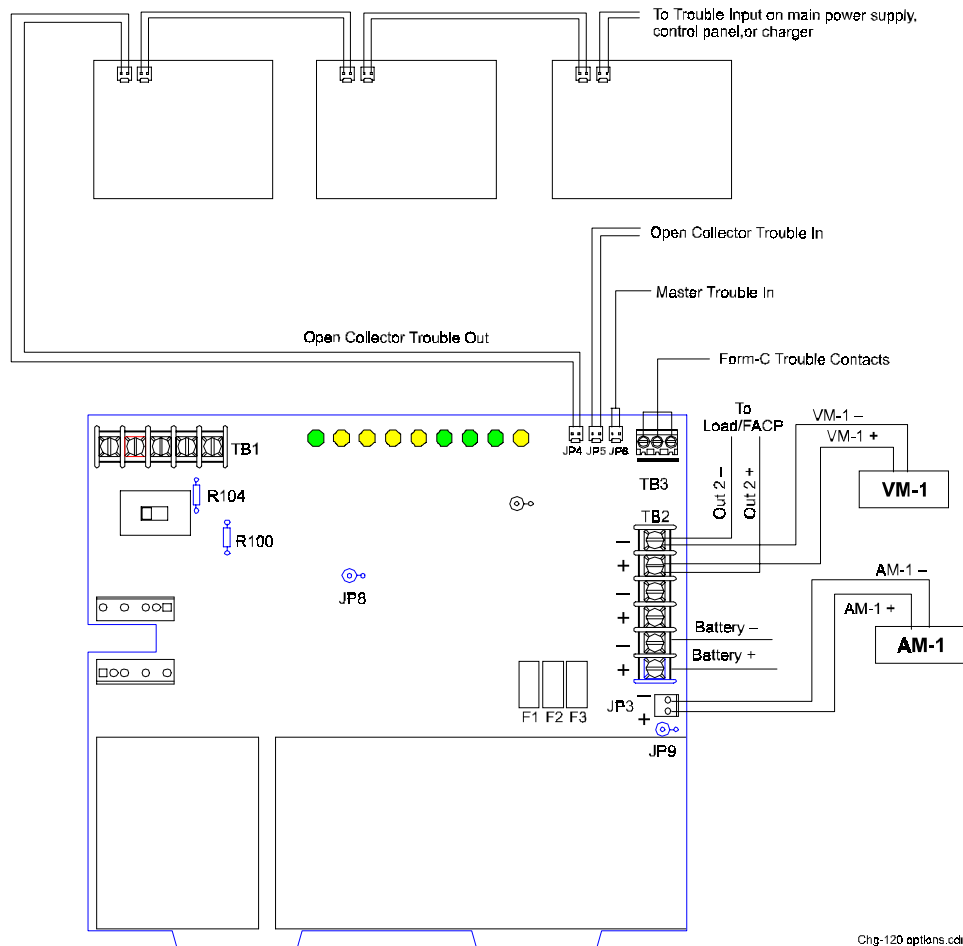 To Trouble Input on main power supply,
control panel,or charger
Open Collector Trouble In
Master Trouble In
Open Collector Trouble Out
Form-C Trouble Contacts
To
Load/FACP
VM-1 –
VM-1 +
VM-1
Out 2 –
Out 2 +
TB1
JP4
JP5
JP6
TB3
TB2
R104
R100
JP8
–
+
–
+
–
+
Battery –
Battery +
AM-1 –
AM-1 +
AM-1
F1
F2
F3
JP3
–
+
JP9
Chg-120 options.cdr